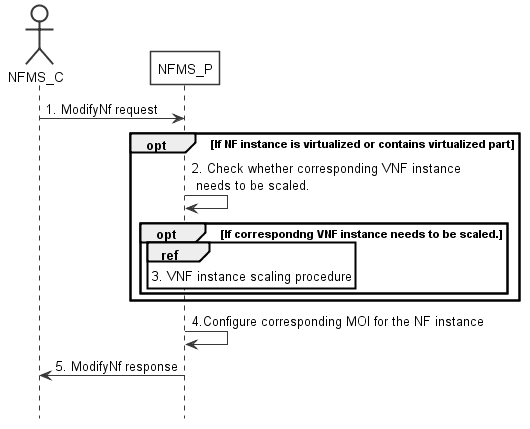 NFMS_C
NFMS_P
1. ModifyNf request
opt [If NF instance is virtualized or contains virtualized part]
2. Check whether corresponding VNF instance
needs to be scaled.
opt [If correspondng VNF instance needs to be scaled.]
ref
3. VNF instance scaling procedure
4.Configure corresponding MOI for the NF instance
5. ModifyNf response